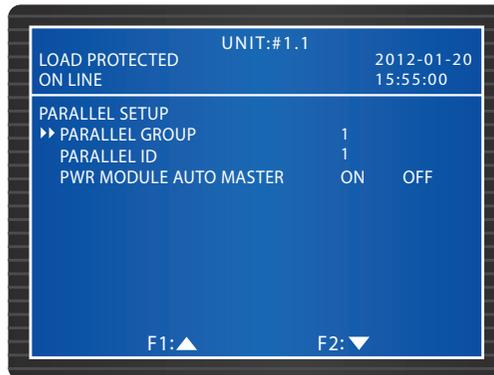 UNIT:#1.1
LOAD PROTECTED 2012-01-20
ON LINE 15:55:00
PARALLEL SETUP
PARALLEL GROUP 1
PARALLEL ID 1
PWR MODULE AUTO MASTER ON OFF
F1:▲ F2:▼